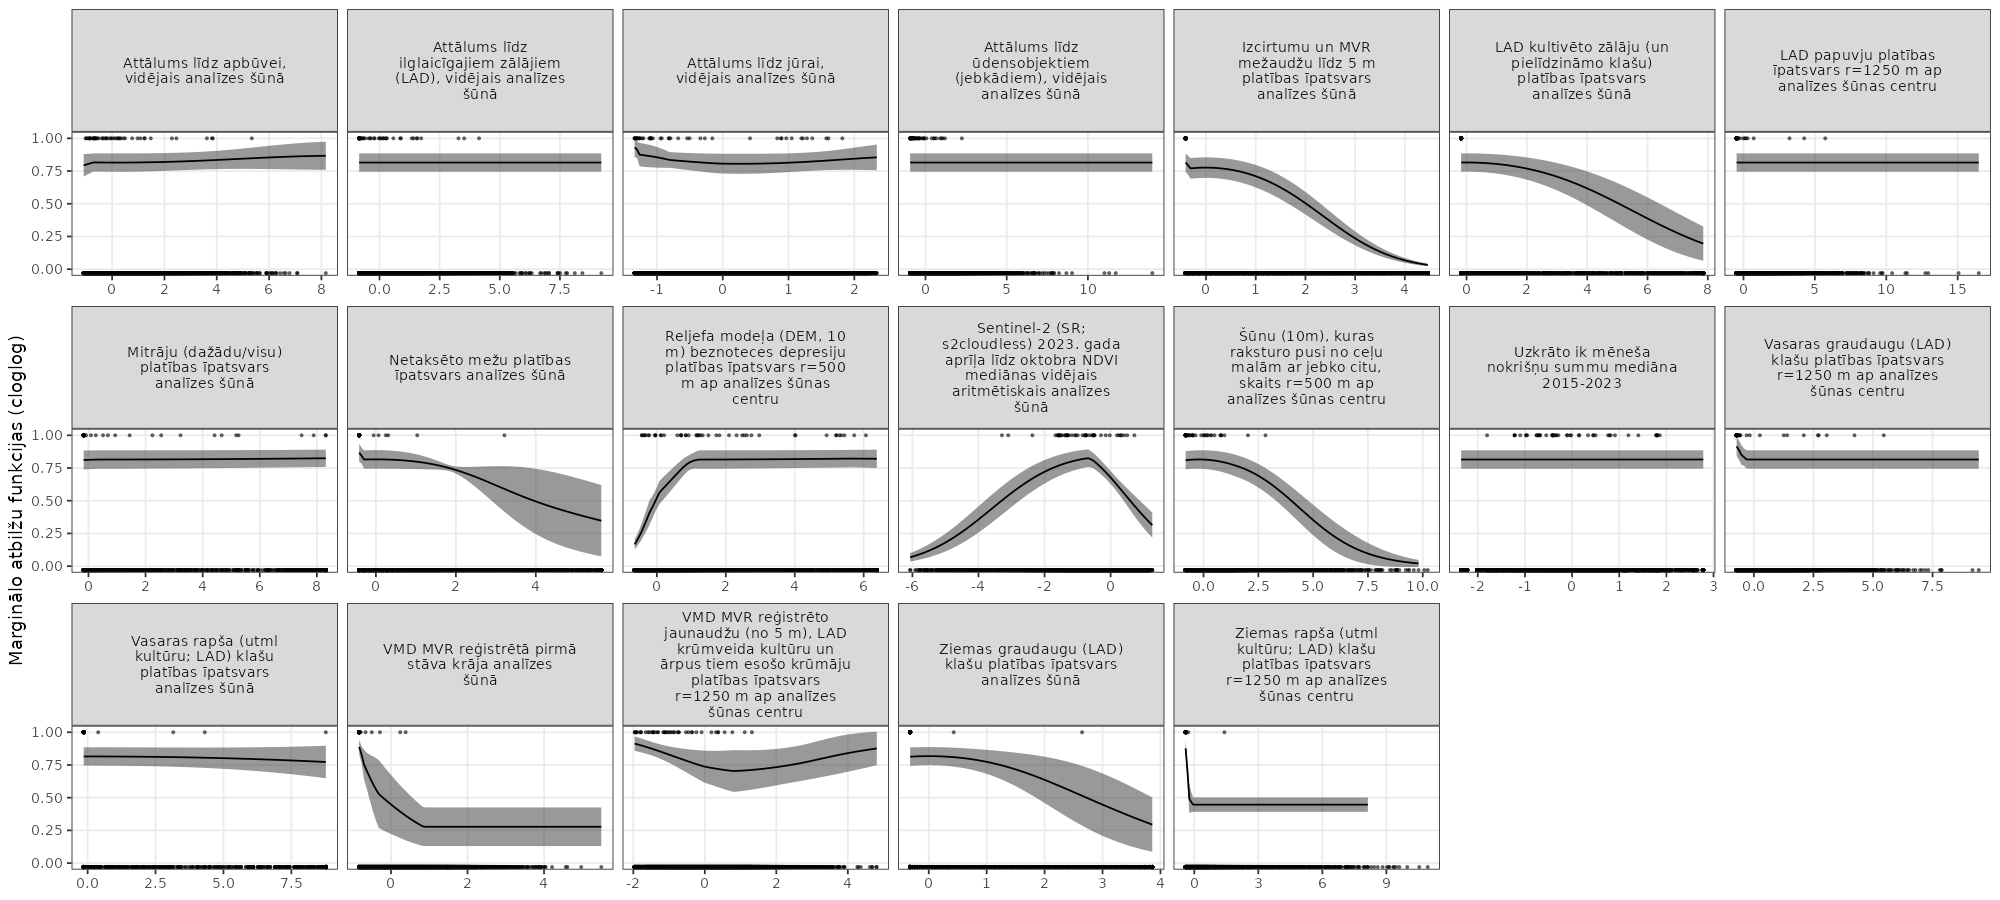 Attālums līdz apbūvei,
vidējais analīzes šūnā
Attālums līdz
ilglaicīgajiem zālājiem
(LAD), vidējais analīzes
šūnā
Attālums līdz jūrai,
vidējais analīzes šūnā
Attālums līdz
ūdensobjektiem
(jebkādiem), vidējais
analīzes šūnā
Izcirtumu un MVR
mežaudžu līdz 5 m
platības īpatsvars
analīzes šūnā
LAD kultivēto zālāju (un
pielīdzināmo klašu)
platības īpatsvars
analīzes šūnā
LAD papuvju platības
īpatsvars r=1250 m ap
analīzes šūnas centru
1.00
0.75
0.50
0.25
0.00
0 2 4 6 8
0.0 2.5 5.0 7.5
-1 0 1 2
0 5 10
0 1 2 3 4
0 2 4 6 8
0 5 10 15
Marginālo atbilžu funkcijas (cloglog)
Mitrāju (dažādu/visu)
platības īpatsvars
analīzes šūnā
Netaksēto mežu platības
īpatsvars analīzes šūnā
Reljefa modeļa (DEM, 10
m) beznoteces depresiju
platības īpatsvars r=500
m ap analīzes šūnas
centru
Sentinel-2 (SR;
s2cloudless) 2023. gada
aprīļa līdz oktobra NDVI
mediānas vidējais
aritmētiskais analīzes
šūnā
Šūnu (10m), kuras
raksturo pusi no ceļu
malām ar jebko citu,
skaits r=500 m ap
analīzes šūnas centru
Uzkrāto ik mēneša
nokrišņu summu mediāna
2015-2023
Vasaras graudaugu (LAD)
klašu platības īpatsvars
r=1250 m ap analīzes
šūnas centru
1.00
0.75
0.50
0.25
0.00
0 2 4 6 8
0 2 4
0 2 4 6
-6 -4 -2 0
0.0 2.5 5.0 7.5 10.0
-2 -1 0 1 2 3
0.0 2.5 5.0 7.5
Vasaras rapša (utml
kultūru; LAD) klašu
platības īpatsvars
analīzes šūnā
VMD MVR reģistrētā pirmā
stāva krāja analīzes
šūnā
VMD MVR reģistrēto
jaunaudžu (no 5 m), LAD
krūmveida kultūru un
ārpus tiem esošo krūmāju
platības īpatsvars
r=1250 m ap analīzes
šūnas centru
Ziemas graudaugu (LAD)
klašu platības īpatsvars
analīzes šūnā
Ziemas rapša (utml
kultūru; LAD) klašu
platības īpatsvars
r=1250 m ap analīzes
šūnas centru
1.00
0.75
0.50
0.25
0.00
0.0 2.5 5.0 7.5
0 2 4
-2 0 2 4
0 1 2 3 4
0 3 6 9